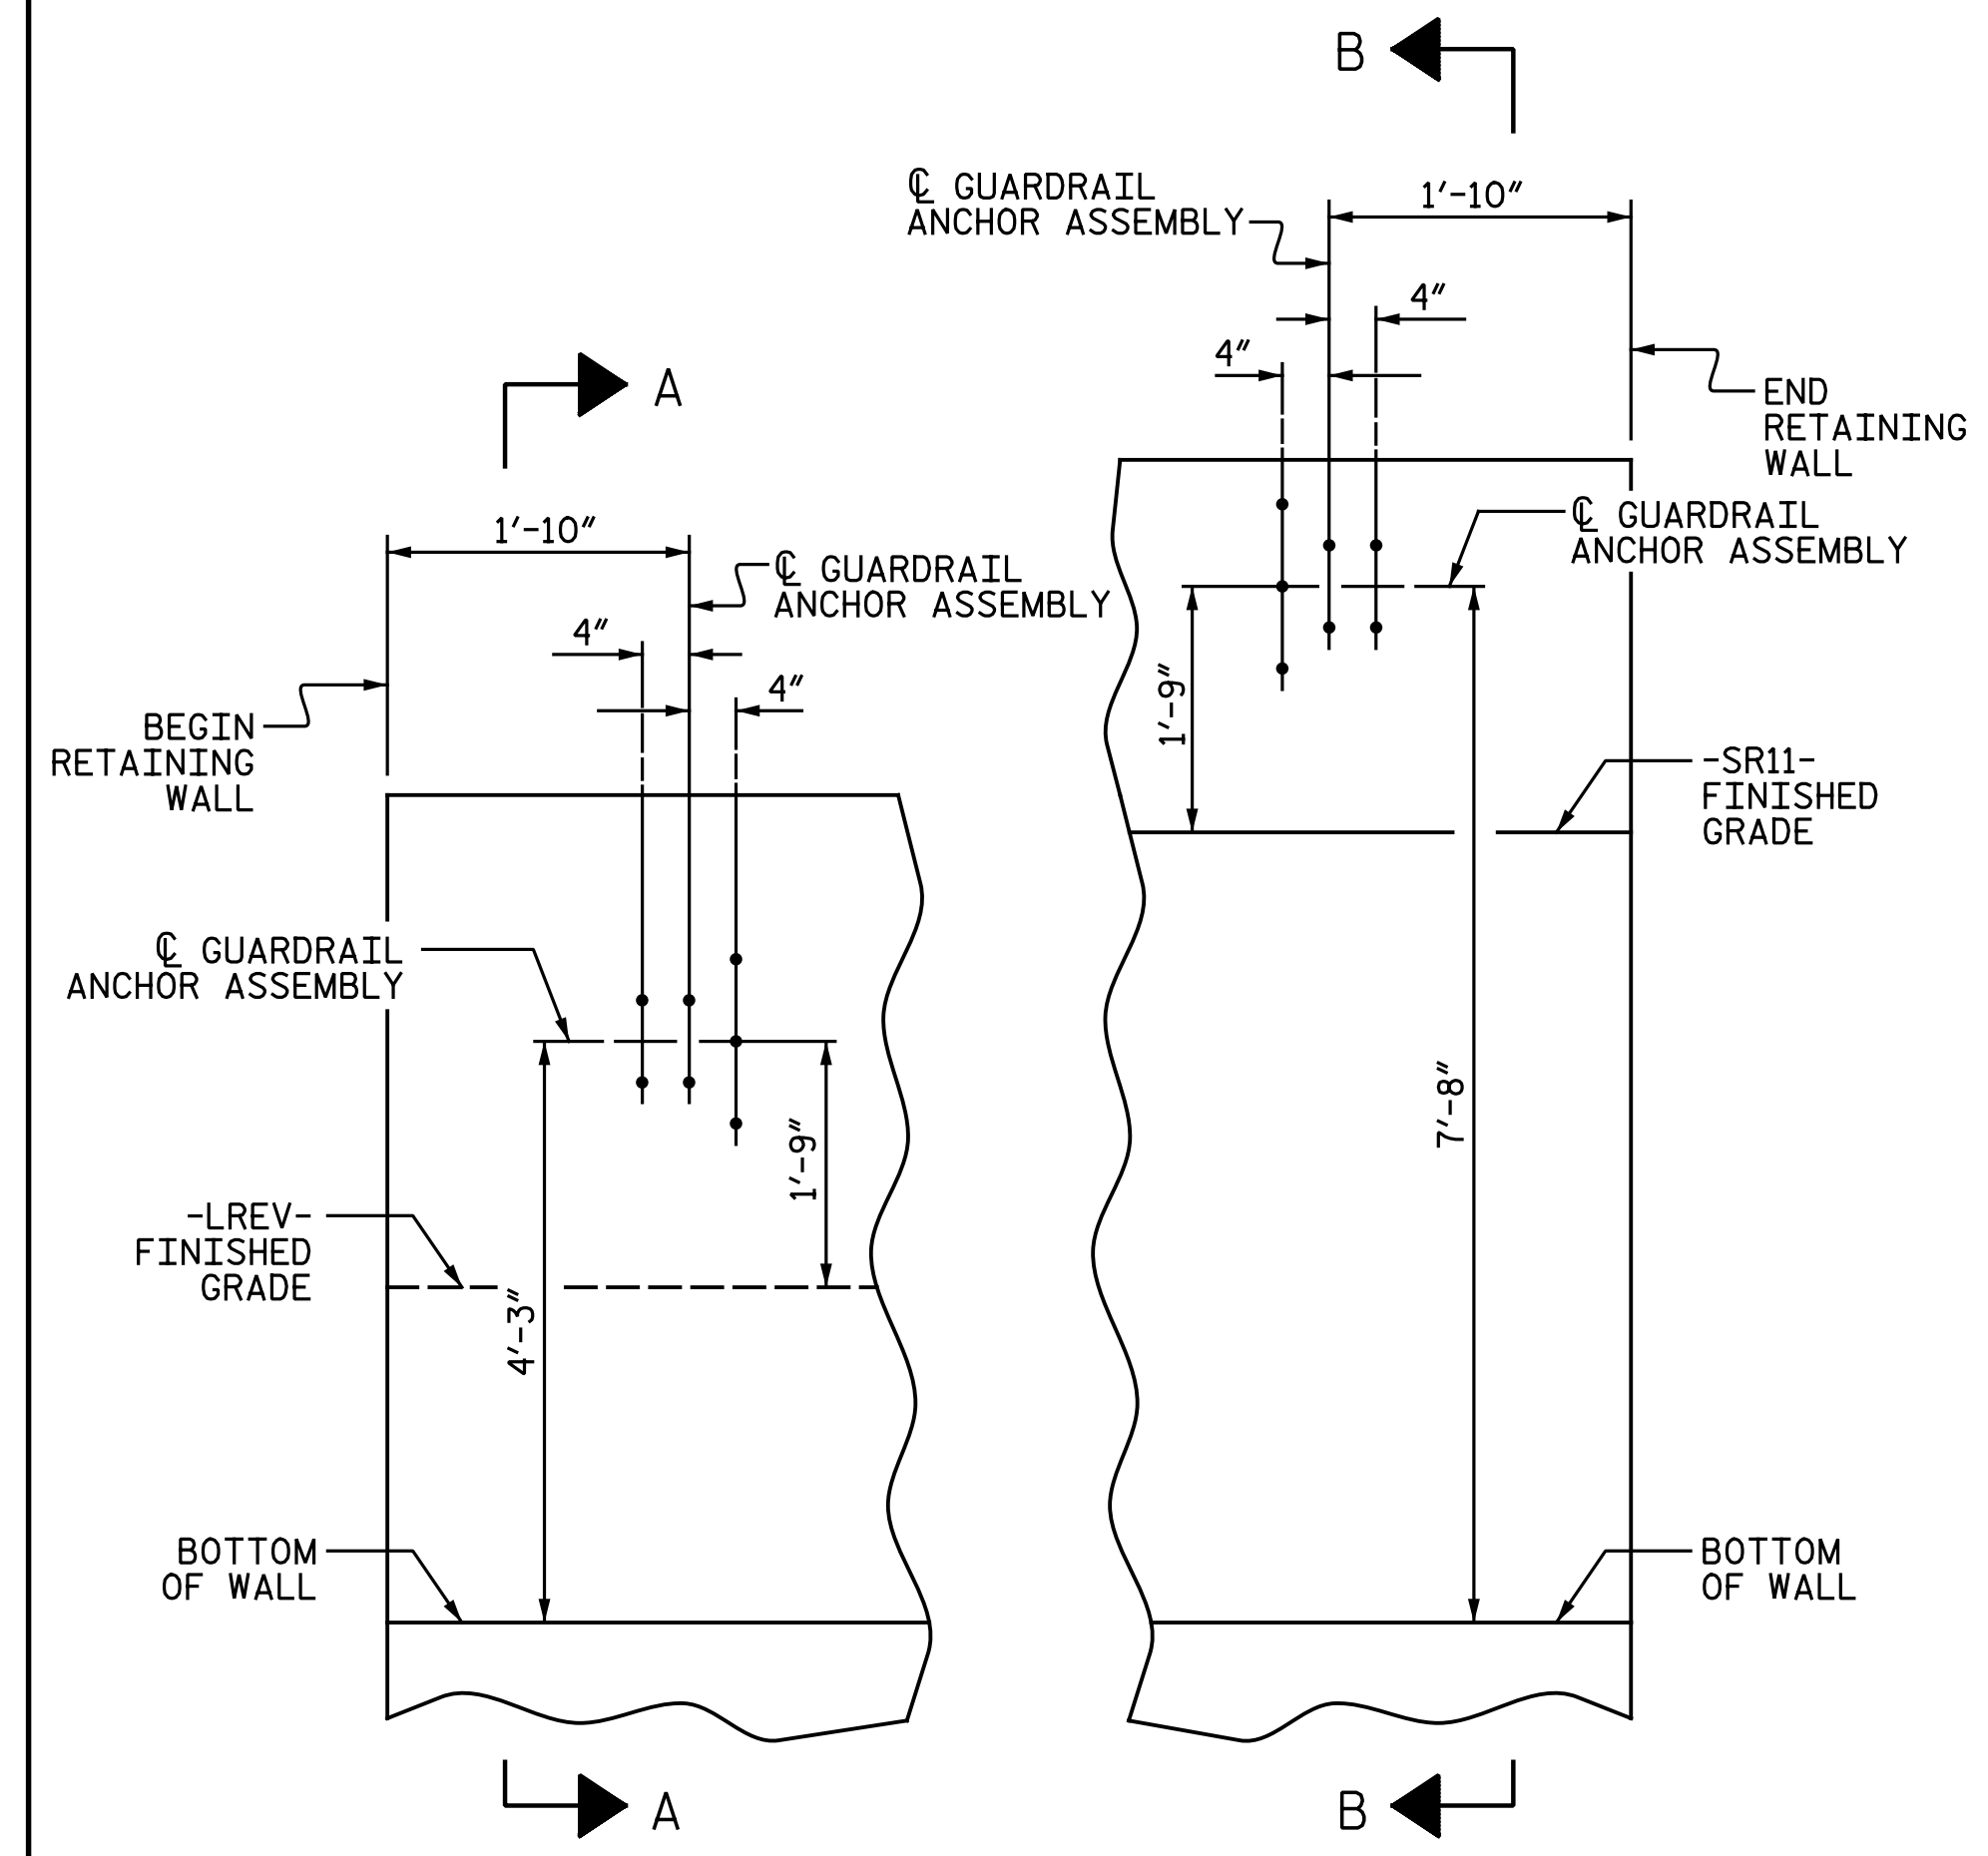 B
℄ GUARDRAIL
ANCHOR ASSEMBLY
1'-10"
4"
4"
END
RETAINING
WALL
A
1'-10"
℄ GUARDRAIL
ANCHOR ASSEMBLY
℄ GUARDRAIL
ANCHOR ASSEMBLY
4"
4"
BEGIN
RETAINING
WALL
1'-9"
-SR11-
FINISHED
GRADE
℄ GUARDRAIL
ANCHOR ASSEMBLY
1'-9"
7'-8"
-LREV-
FINISHED
GRADE
4'-3"
BOTTOM
OF WALL
BOTTOM
OF WALL
A
B